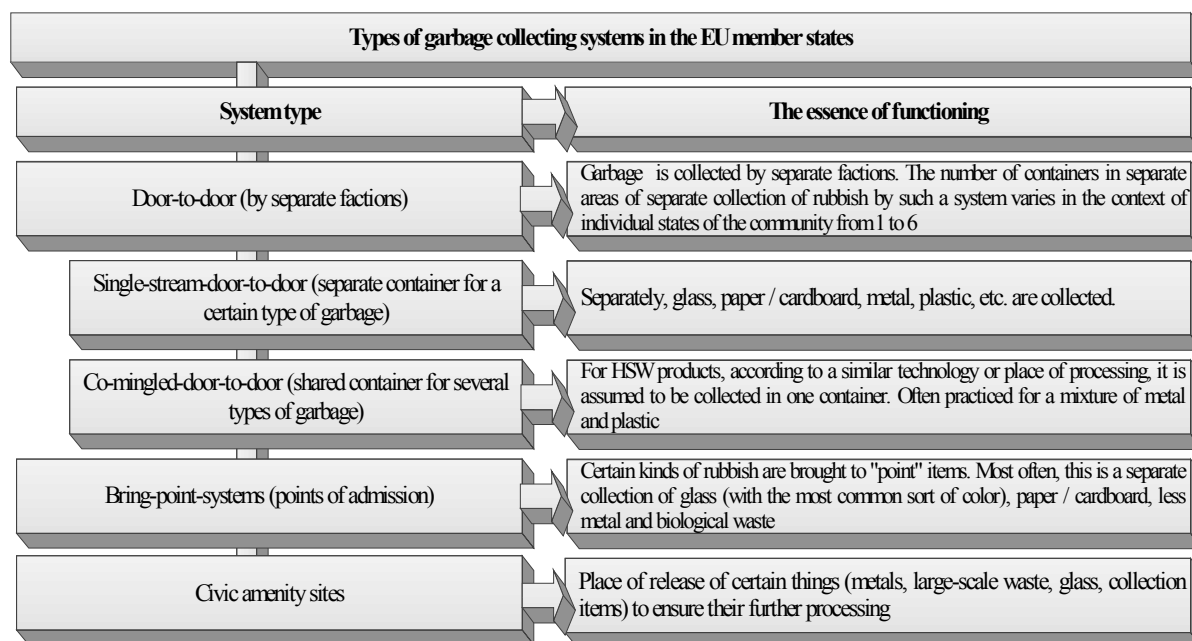 Types of garbage collecting systems in the EU member states
System type
The essence of functioning
Door-to-door (by separate factions)
Garbage is collected by separate factions. The number of containers in separate
areas of separate collection of rubbish by such a system varies in the context of
individual states of the community from 1 to 6
Single-stream-door-to-door (separate container for a
certain type of garbage)
Separately, glass, paper / cardboard, metal, plastic, etc. are collected.
Co-mingled-door-to-door (shared container for several
types of garbage)
For HSW products, according to a similar technology or place of processing, it is
assumed to be collected in one container. Often practiced for a mixture of metal
and plastic
Bring-point-systems (points of admission)
Certain kinds of rubbish are brought to "point" items. Most often, this is a separate
collection of glass (with the most common sort of color), paper / cardboard, less
metal and biological waste
Civic amenity sites
Place of release of certain things (metals, large-scale waste, glass, collection
items) to ensure their further processing